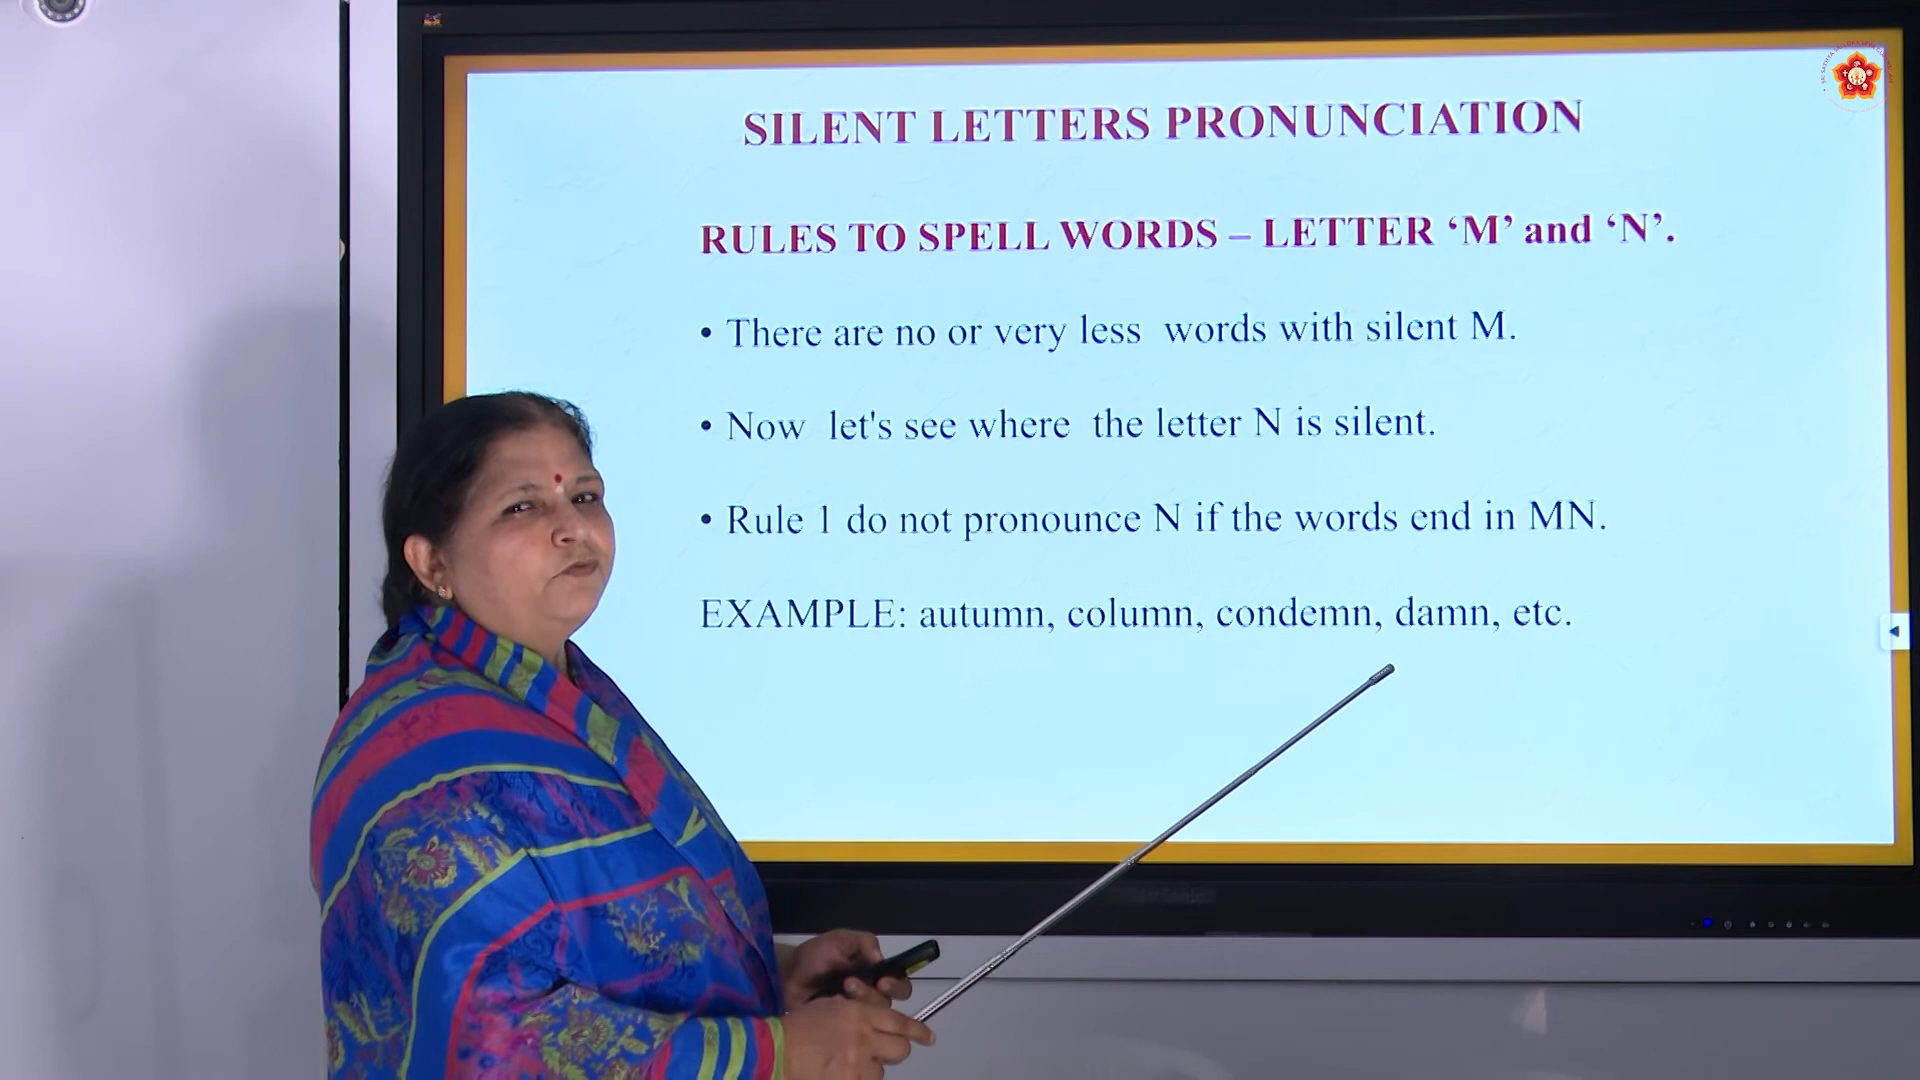 SILENT LETTERS PRONUNCIATION
RULES TO SPELL WORDS – LETTER ‘M’ and ‘N’.
• There are no or very less words with silent M.
• Now let's see where the letter N is silent.
• Rule 1 do not pronounce N if the words end in MN.
EXAMPLE: autumn, column, condemn, damn, etc.